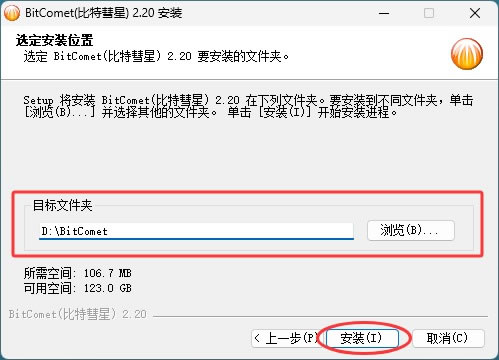 BitComet(比特彗星) 2.20 安装
选定安装位置
选定 BitComet(比特彗星) 2.20 要安装的文件夹。
Setup 将安装 BitComet(比特彗星) 2.20 在下列文件夹。要安装到不同文件夹，单击
[浏览(B)...] 并选择其他的文件夹。 单击 [安装(I)] 开始安装进程。
目标文件夹
D:\BitComet
浏览(B)...
所需空间: 106.7 MB
可用空间: 123.0 GB
BitComet(比特彗星) 2.20
< 上一步(P)
安装(I)
取消(C)